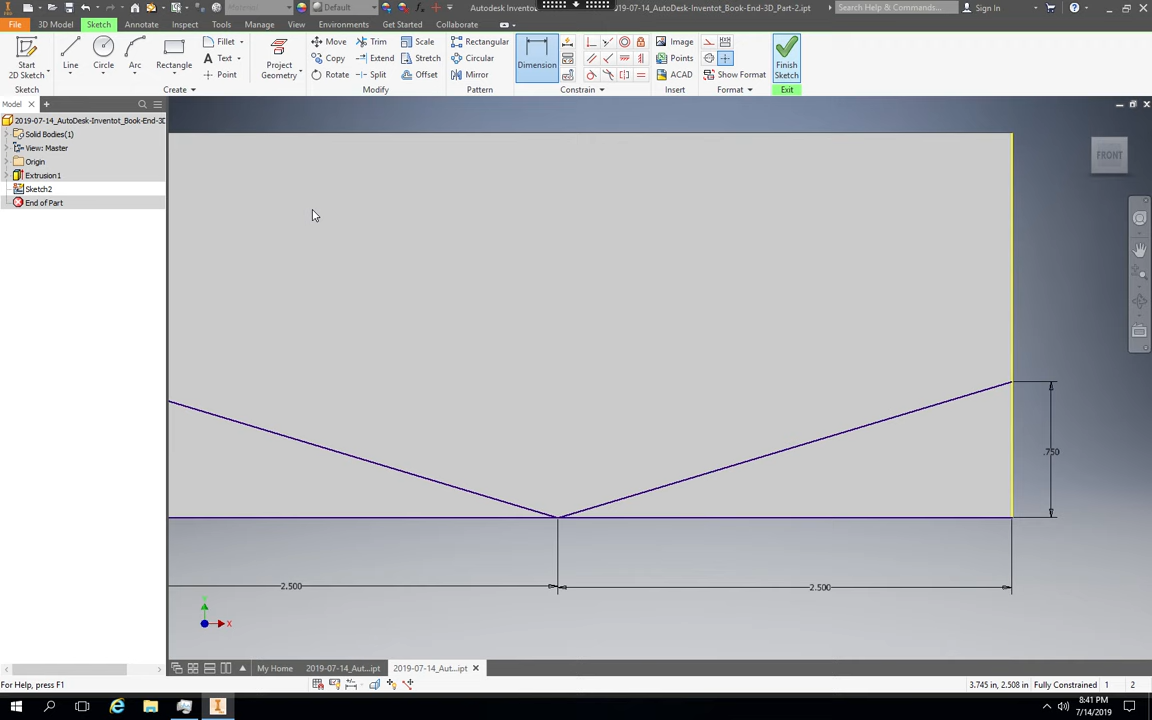 Default
Autodesk Inventor
019-07-14_AutoDesk-Inventor_Book-End-3D_Part-2.ipt
Search Help & Commands...
Sign In
File 3D Model Sketch Annotate Inspect Tools Manage View Environments Get Started Collaborate
Start 2D Sketch
Line
Circle
Arc
Rectangle
Fillet
Text
Point
Project Geometry
Move Trim Scale
Copy Extend Stretch
Rotate Split Offset
Rectangular
Circular
Mirror
Dimension
Image
Points
ACAD
Show Format
Finish Sketch
Sketch Create Modify Pattern Constrain Insert Format Exit
Model
2019-07-14_AutoDesk-Inventot_Book-End-3D
Solid Bodies(1)
View: Master
Origin
Extrusion1
Sketch2
End of Part
FRONT
.750
2.500
2.500
Y
X
My Home 2019-07-14_Aut...ipt 2019-07-14_Aut...ipt
For Help, press F1
3.745 in, 2.508 in Fully Constrained 1 2
8:41 PM
7/14/2019